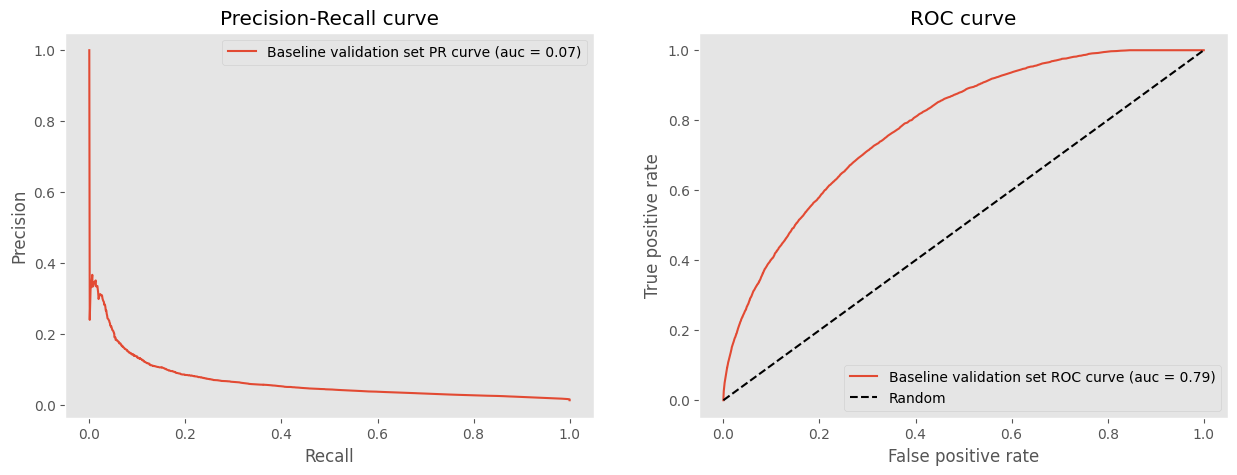 Precision-Recall curve
Baseline validation set PR curve (auc = 0.07)
1.0
0.8
0.6
0.4
0.2
0.0
Precision
0.0 0.2 0.4 0.6 0.8 1.0
Recall
ROC curve
1.0
0.8
0.6
0.4
0.2
0.0
True positive rate
Baseline validation set ROC curve (auc = 0.79)
Random
0.0 0.2 0.4 0.6 0.8 1.0
False positive rate